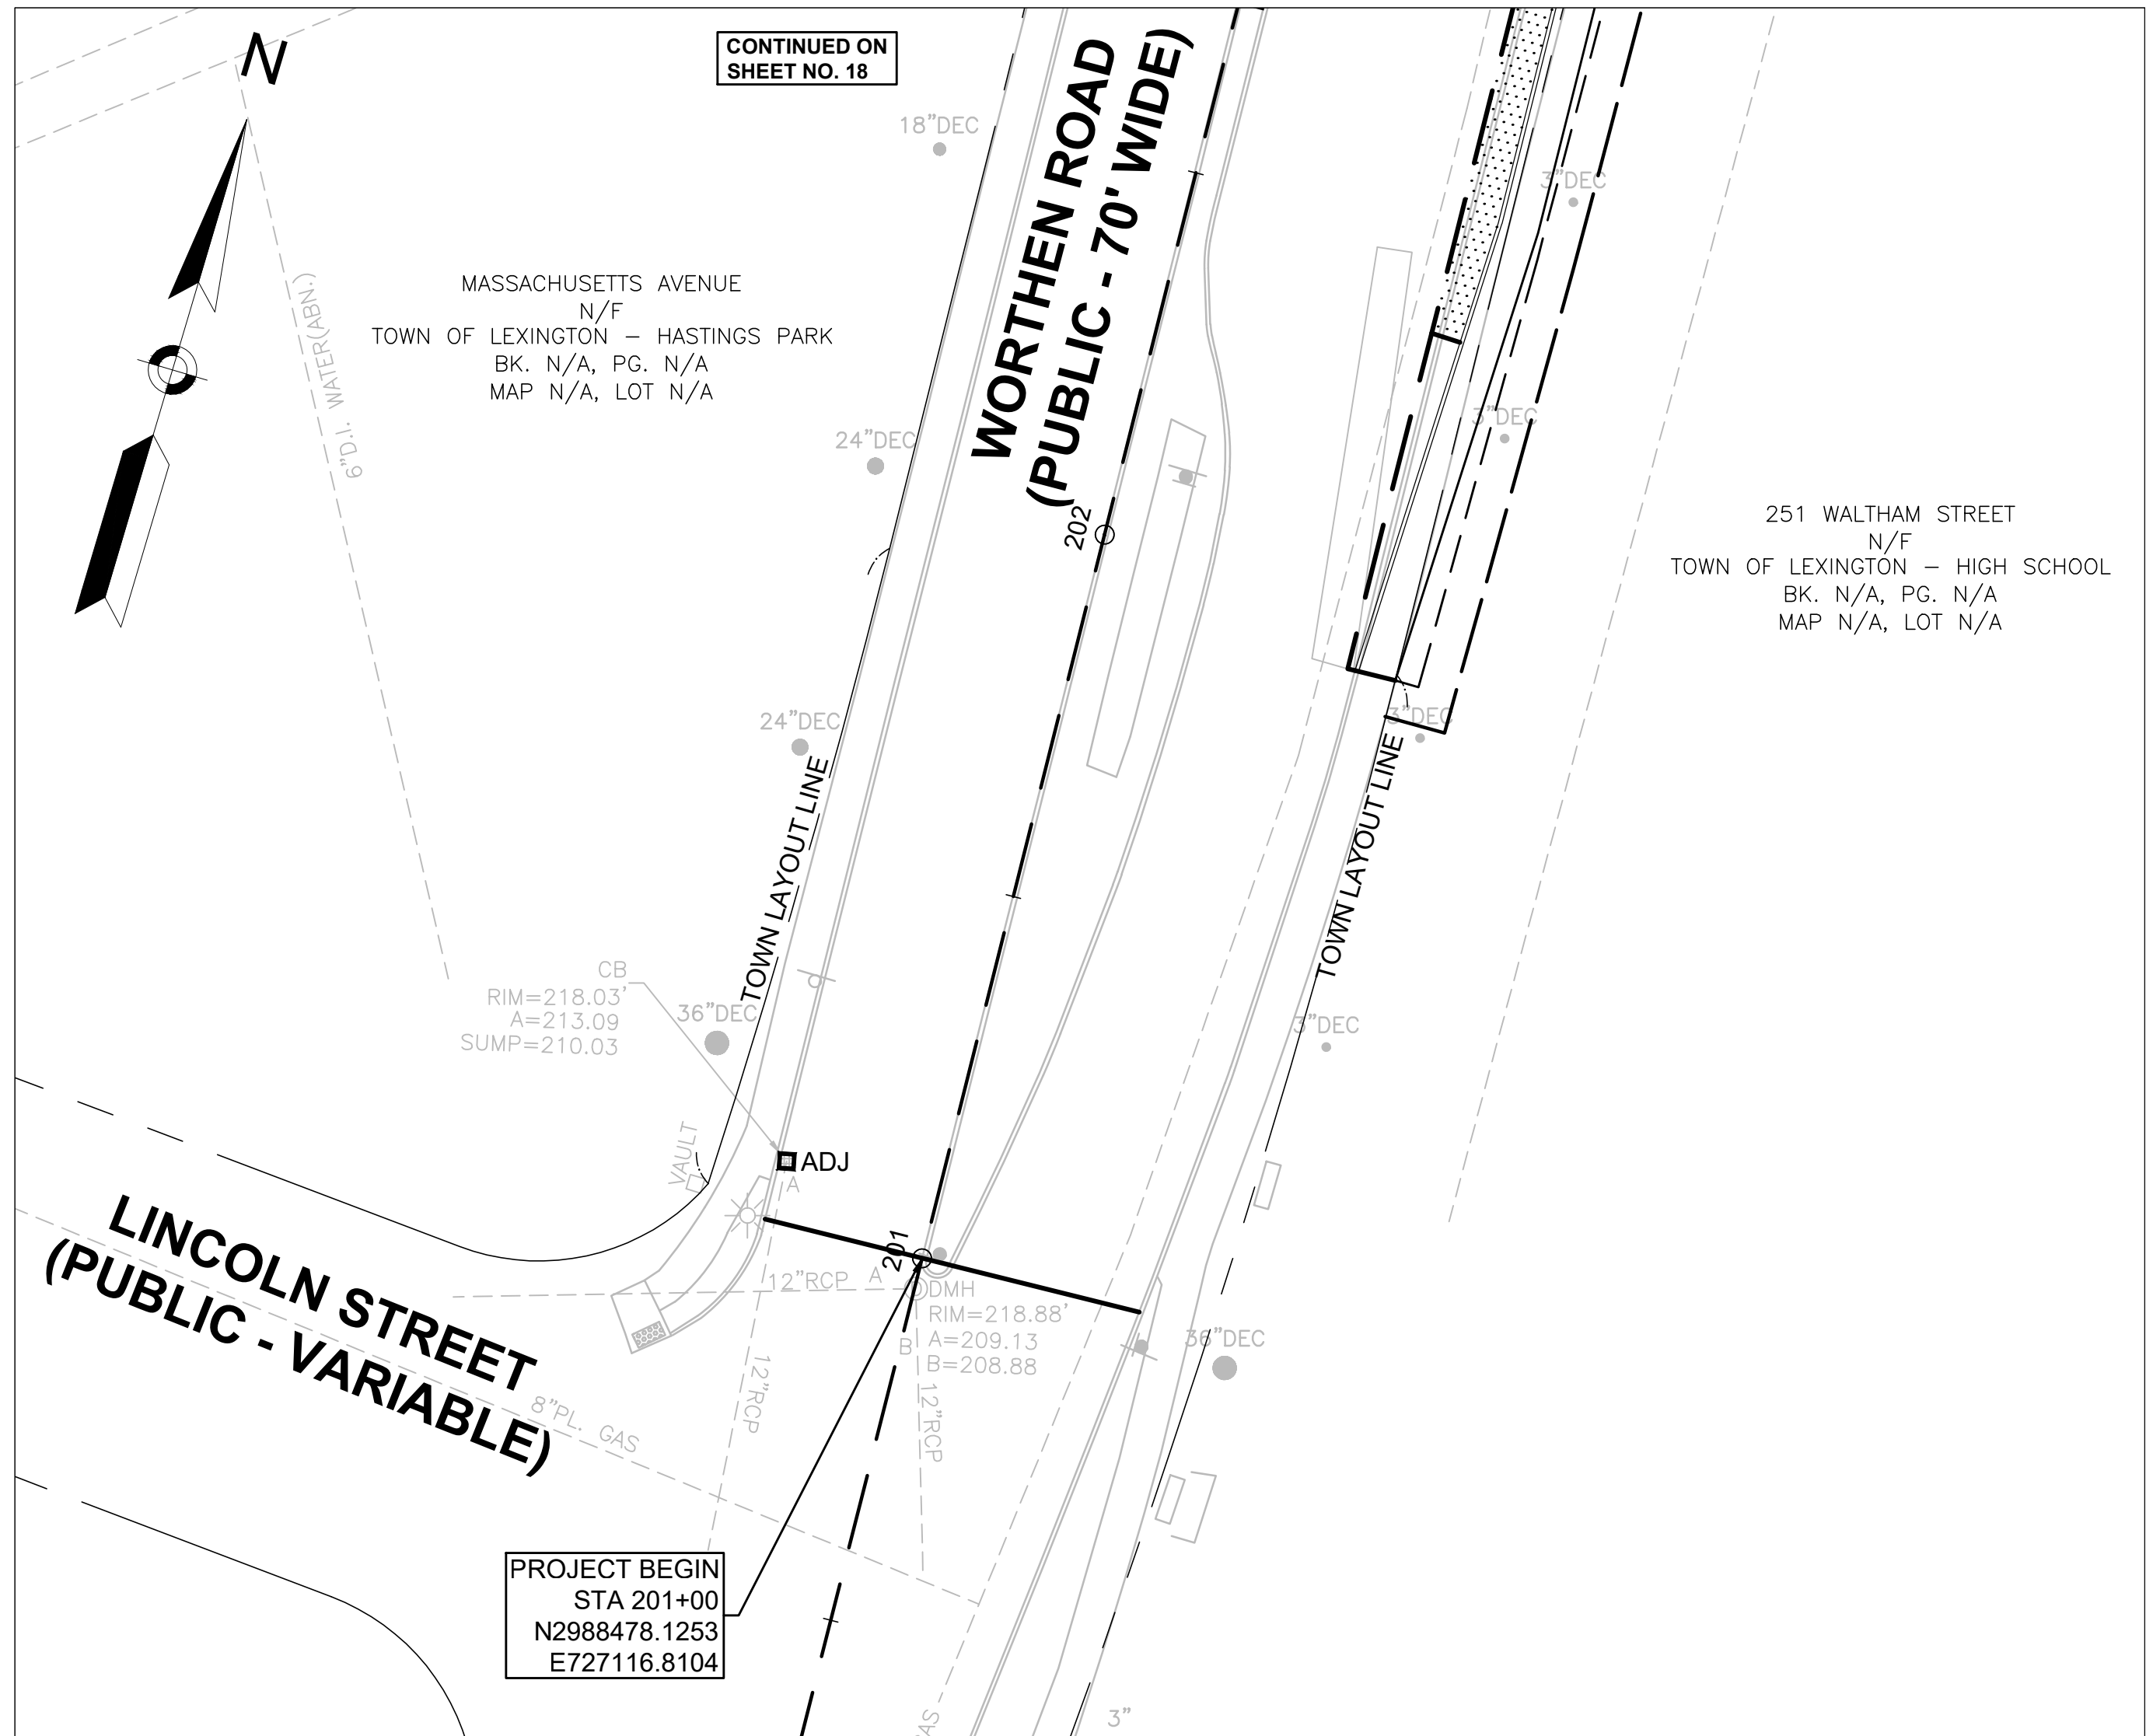 N
CONTINUED ON
SHEET NO. 18
WORTHEN ROAD
(PUBLIC - 70' WIDE)
18"DEC
3"DEC
MASSACHUSETTS AVENUE
N/F
TOWN OF LEXINGTON — HASTINGS PARK
BK. N/A, PG. N/A
MAP N/A, LOT N/A
6"D.I. WATER(ABN.)
24"DEC
3"DEC
202
251 WALTHAM STREET
N/F
TOWN OF LEXINGTON — HIGH SCHOOL
BK. N/A, PG. N/A
MAP N/A, LOT N/A
24"DEC
3"DEC
TOWN LAYOUT LINE
TOWN LAYOUT LINE
CB
RIM=218.03'
A=213.09
SUMP=210.03
36"DEC
3"DEC
VAULT
ADJ
A
LINCOLN STREET
(PUBLIC - VARIABLE)
201
12"RCP A
DMH
RIM=218.88'
A=209.13
B=208.88
B
36"DEC
12"RCP
12"RCP
8"PL. GAS
PROJECT BEGIN
STA 201+00
N2988478.1253
E727116.8104
3"